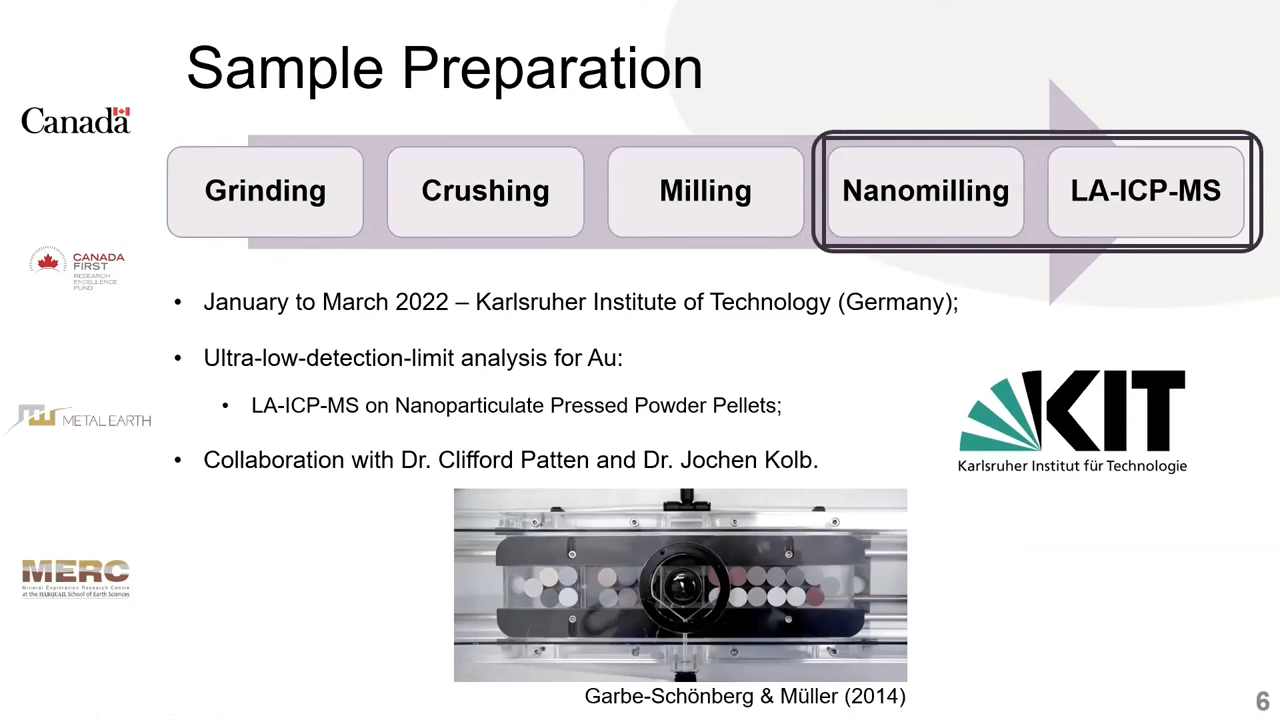 Sample Preparation
Canada
Grinding
Crushing
Milling
Nanomilling
LA-ICP-MS
CANADA
FIRST
RESEARCH
EXCELLENCE
FUND
• January to March 2022 – Karlsruher Institute of Technology (Germany);
• Ultra-low-detection-limit analysis for Au:
• LA-ICP-MS on Nanoparticulate Pressed Powder Pellets;
• Collaboration with Dr. Clifford Patten and Dr. Jochen Kolb.
METAL EARTH
KIT
Karlsruher Institut für Technologie
MERC
Mineral Exploration Research Centre
at the HARQUAIL School of Earth Sciences
Garbe-Schönberg & Müller (2014)
6